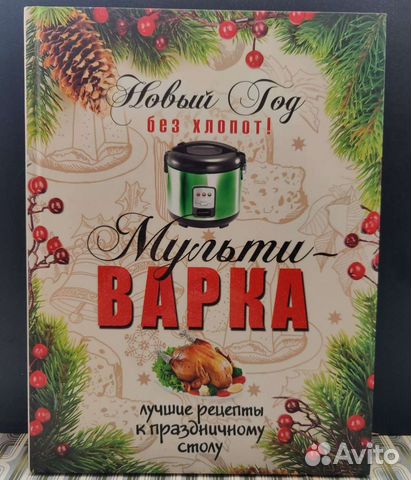 Новый Год
без хлопот!
Мульти-
ВАРКА
лучшие рецепты
к праздничному
столу
Avito